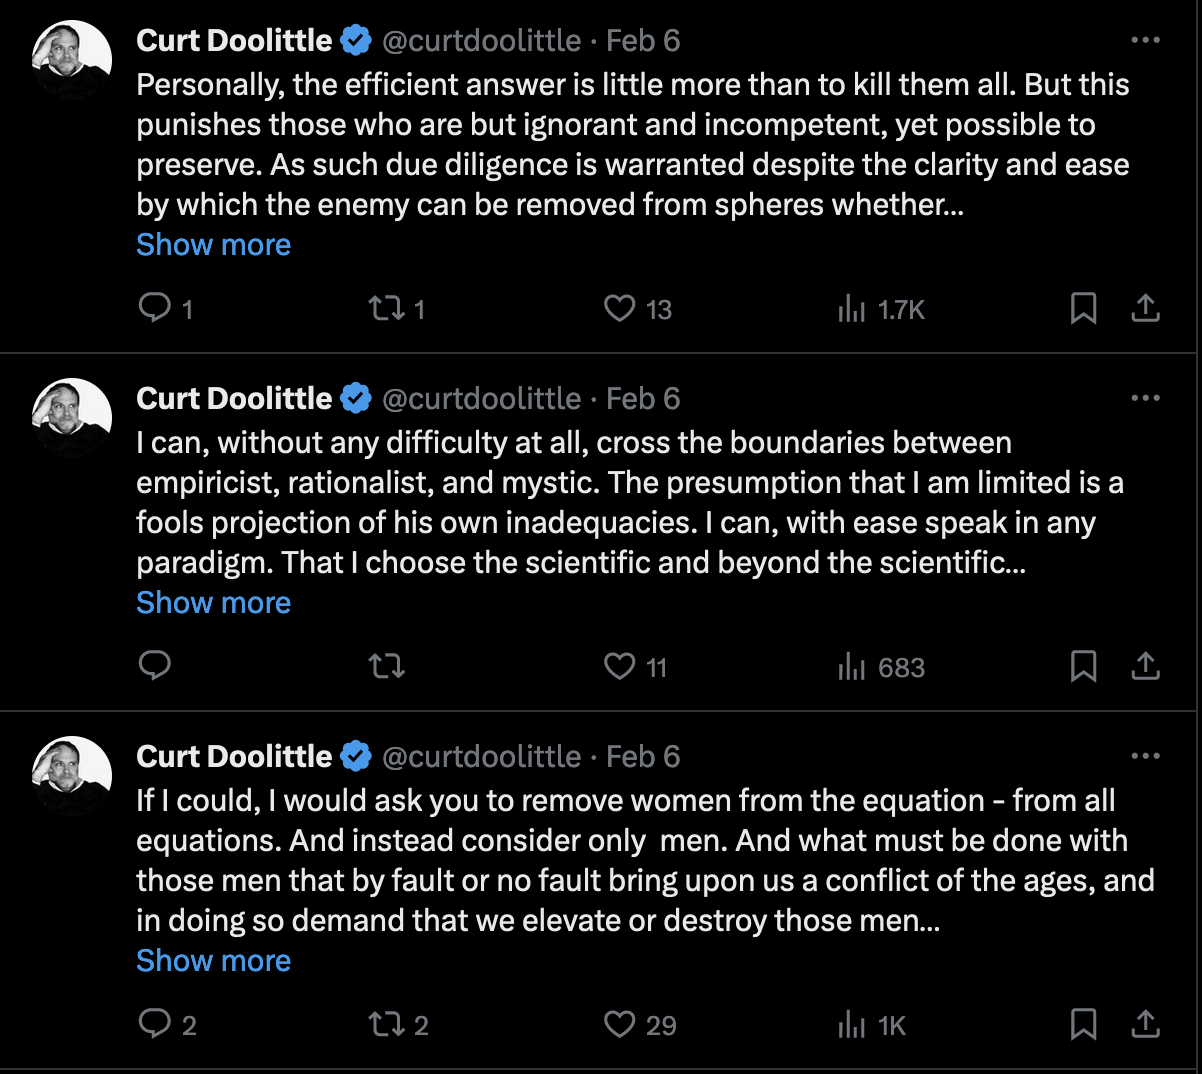 Curt Doolittle @curtdoolittle · Feb 6
Personally, the efficient answer is little more than to kill them all. But this
punishes those who are but ignorant and incompetent, yet possible to
preserve. As such due diligence is warranted despite the clarity and ease
by which the enemy can be removed from spheres whether...
Show more
1 1 13 1.7K
Curt Doolittle @curtdoolittle · Feb 6
I can, without any difficulty at all, cross the boundaries between
empiricist, rationalist, and mystic. The presumption that I am limited is a
fools projection of his own inadequacies. I can, with ease speak in any
paradigm. That I choose the scientific and beyond the scientific...
Show more
11 683
Curt Doolittle @curtdoolittle · Feb 6
If I could, I would ask you to remove women from the equation - from all
equations. And instead consider only  men. And what must be done with
those men that by fault or no fault bring upon us a conflict of the ages, and
in doing so demand that we elevate or destroy those men...
Show more
2 2 29 1K